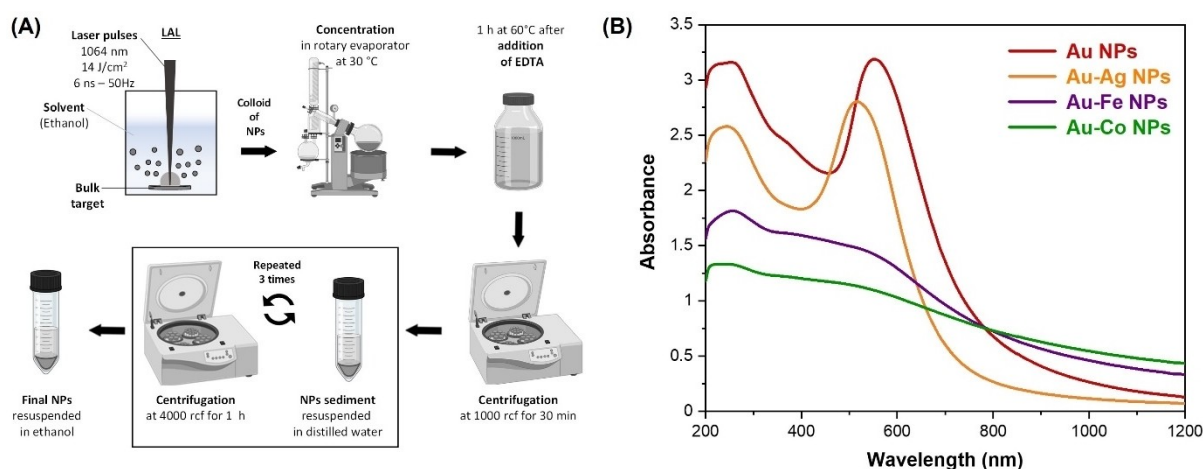 (A)
Laser pulses
1064 nm
14 J/cm²
6 ns – 50Hz
LAL
Solvent
(Ethanol)
Bulk
target
Colloid
of
NPs
Concentration
in rotary evaporator
at 30 °C
1 h at 60°C after
addition
of EDTA
Final NPs
resuspended
in ethanol
Repeated
3 times
Centrifugation
at 4000 rcf for 1 h
NPs sediment
resuspended
in distilled water
Centrifugation
at 1000 rcf for 30 min
(B)
Absorbance
3.5
3
2.5
2
1.5
1
0.5
0
Au NPs
Au-Ag NPs
Au-Fe NPs
Au-Co NPs
200 400 600 800 1000 1200
Wavelength (nm)